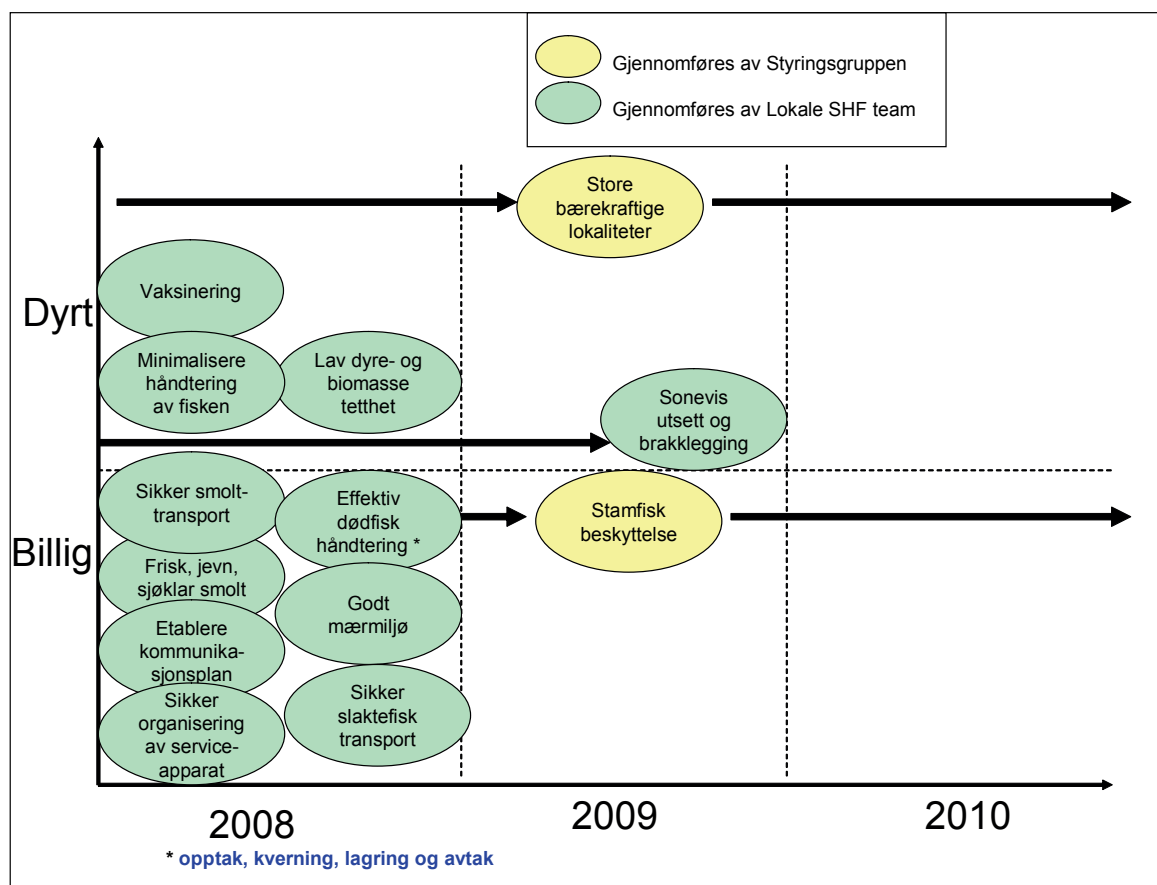 Gjennomføres av Styringsgruppen
Gjennomføres av Lokale SHF team
Store
bærekraftige
lokaliteter
Dyrt
Vaksinering
Minimalisere
håndtering
av fisken
Lav dyre- og
biomasse
tetthet
Sonevis
utsett og
brakklegging
Billig
Sikker smolt-
transport
Effektiv
dødfisk
håndtering *
Stamfisk
beskyttelse
Frisk, jevn,
sjøklar smolt
Godt
mærmiljø
Etablere
kommunika-
sjonsplan
Sikker
organisering
av service-
apparat
Sikker
slaktefisk
transport
2008
2009
2010
* opptak, kverning, lagring og avtak